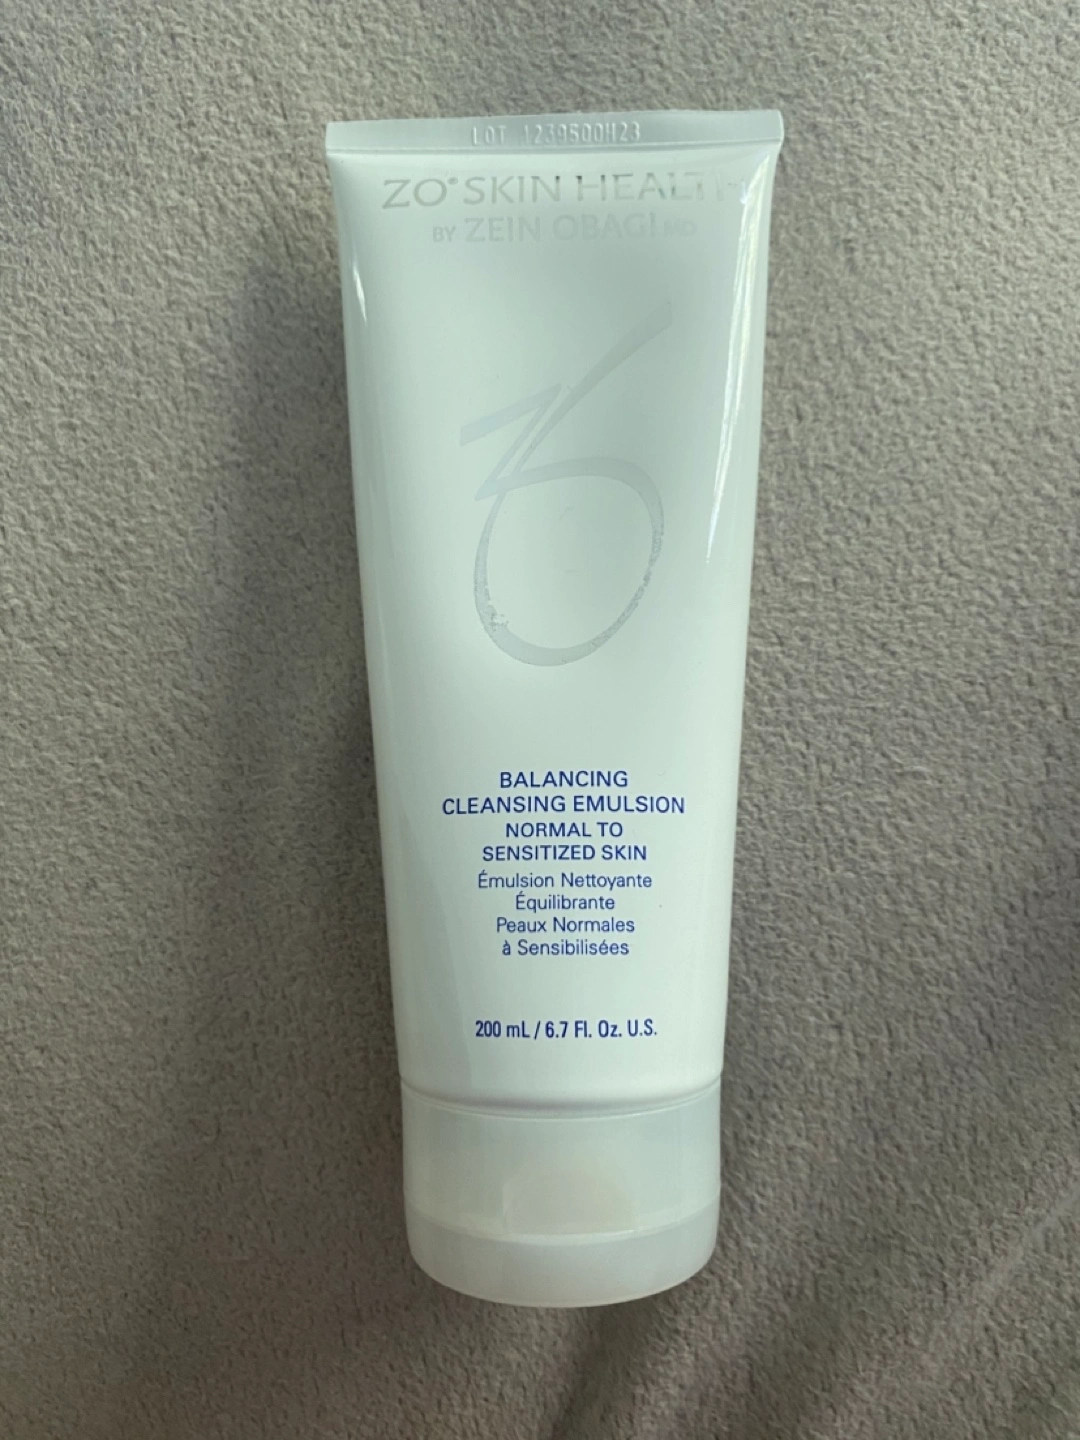 LOT 1239500H23
ZO® SKIN HEALTH
BY ZEIN OBAGI MD
BALANCING
CLEANSING EMULSION
NORMAL TO
SENSITIZED SKIN
Émulsion Nettoyante
Équilibrante
Peaux Normales
à Sensibilisées
200 mL / 6.7 Fl. Oz. U.S.